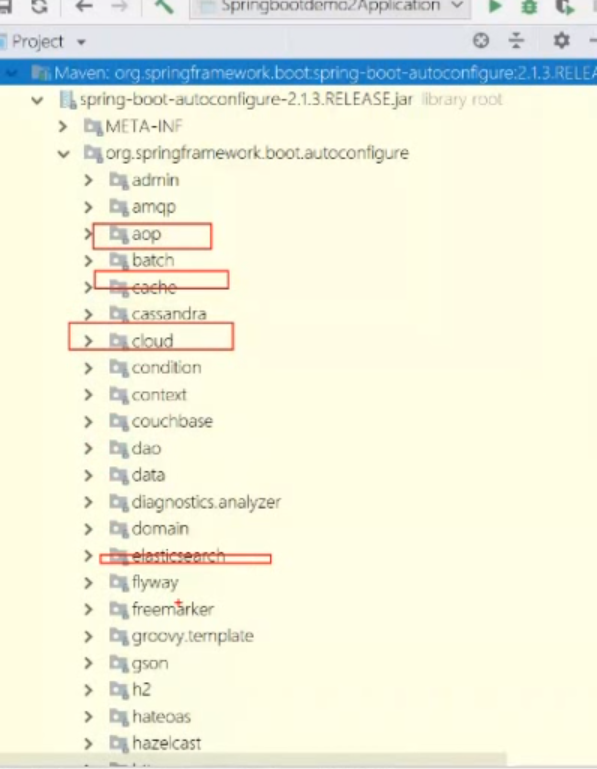 Springbootdemo2Application
Project
Maven: org.springframework.boot:spring-boot-autoconfigure:2.1.3.RELEA
spring-boot-autoconfigure-2.1.3.RELEASE.jar library root
META-INF
org.springframework.boot.autoconfigure
admin
amqp
aop
batch
cache
cassandra
cloud
condition
context
couchbase
dao
data
diagnostics.analyzer
domain
elasticsearch
flyway
freemarker
groovy.template
gson
h2
hateoas
hazelcast